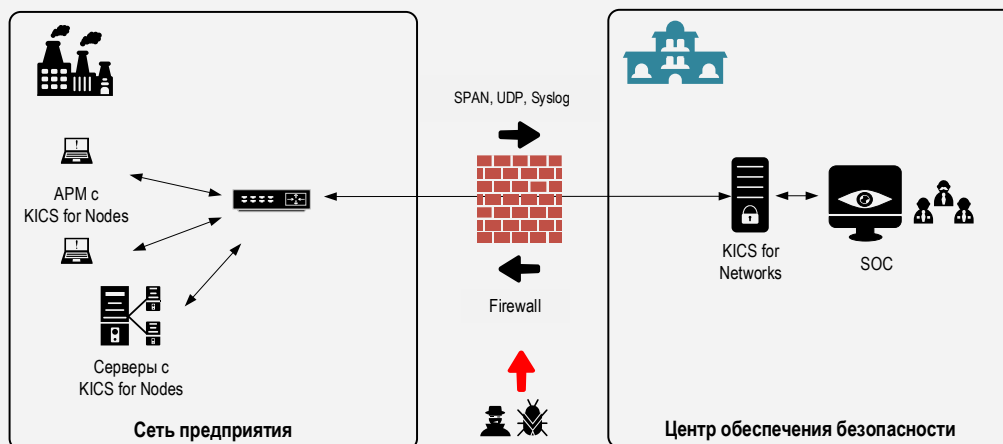 SPAN, UDP, Syslog
АРМ с
KICS for Nodes
Серверы с
KICS for Nodes
Сеть предприятия
Firewall
KICS for
Networks
SOC
Центр обеспечения безопасности